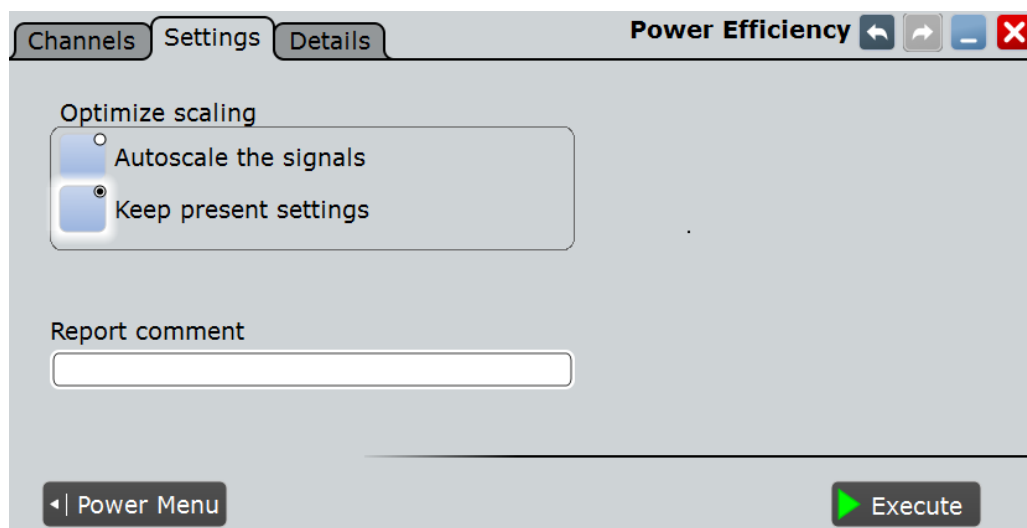 Channels Settings Details Power Efficiency
Optimize scaling
Autoscale the signals
Keep present settings
Report comment
Power Menu Execute